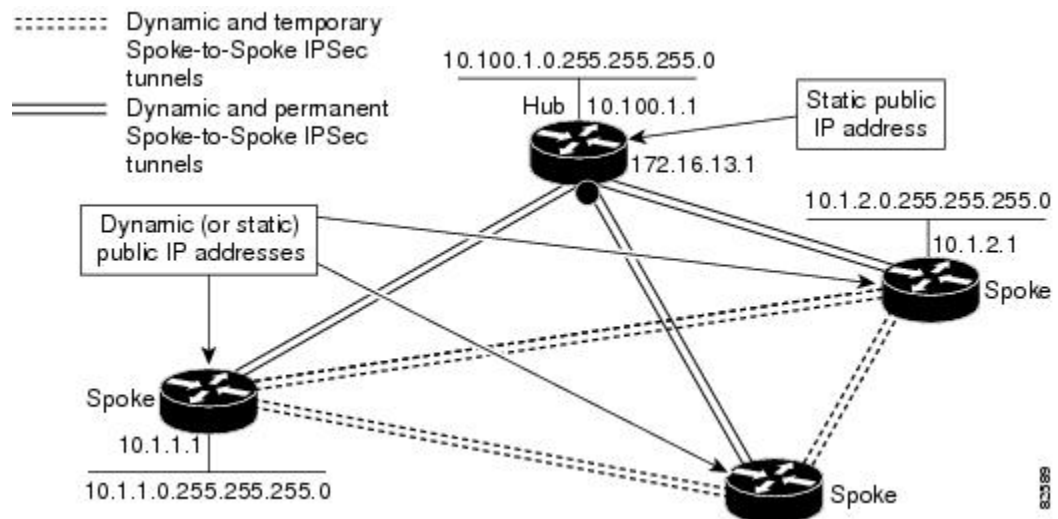 Dynamic and temporary
Spoke-to-Spoke IPSec
tunnels
Dynamic and permanent
Spoke-to-Spoke IPSec
tunnels
10.100.1.0.255.255.255.0
Hub
10.100.1.1
Static public
IP address
172.16.13.1
10.1.2.0.255.255.255.0
10.1.2.1
Dynamic (or static)
public IP addresses
Spoke
Spoke
10.1.1.1
10.1.1.0.255.255.255.0
Spoke
82589